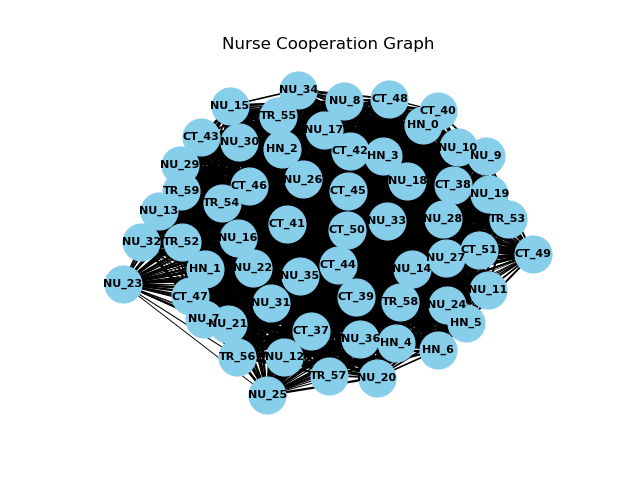 Nurse Cooperation Graph
NU_34
NU_8
CT_48
NU_15
CT_40
TR_55
HN_0
NU_17
CT_43
NU_30
HN_2
CT_42
HN_3
NU_10
NU_9
NU_29
NU_26
NU_18
CT_38
CT_46
TR_59
CT_45
NU_19
TR_54
NU_13
NU_33
NU_28
TR_53
CT_41
CT_50
NU_32
TR_52
NU_16
CT_51
CT_49
NU_27
CT_44
HN_1
NU_22
NU_14
NU_35
NU_23
NU_11
CT_47
CT_39
NU_31
TR_58
NU_24
NU_7
NU_21
HN_5
CT_37
NU_36
HN_4
HN_6
TR_56
NU_12
TR_57
NU_20
NU_25